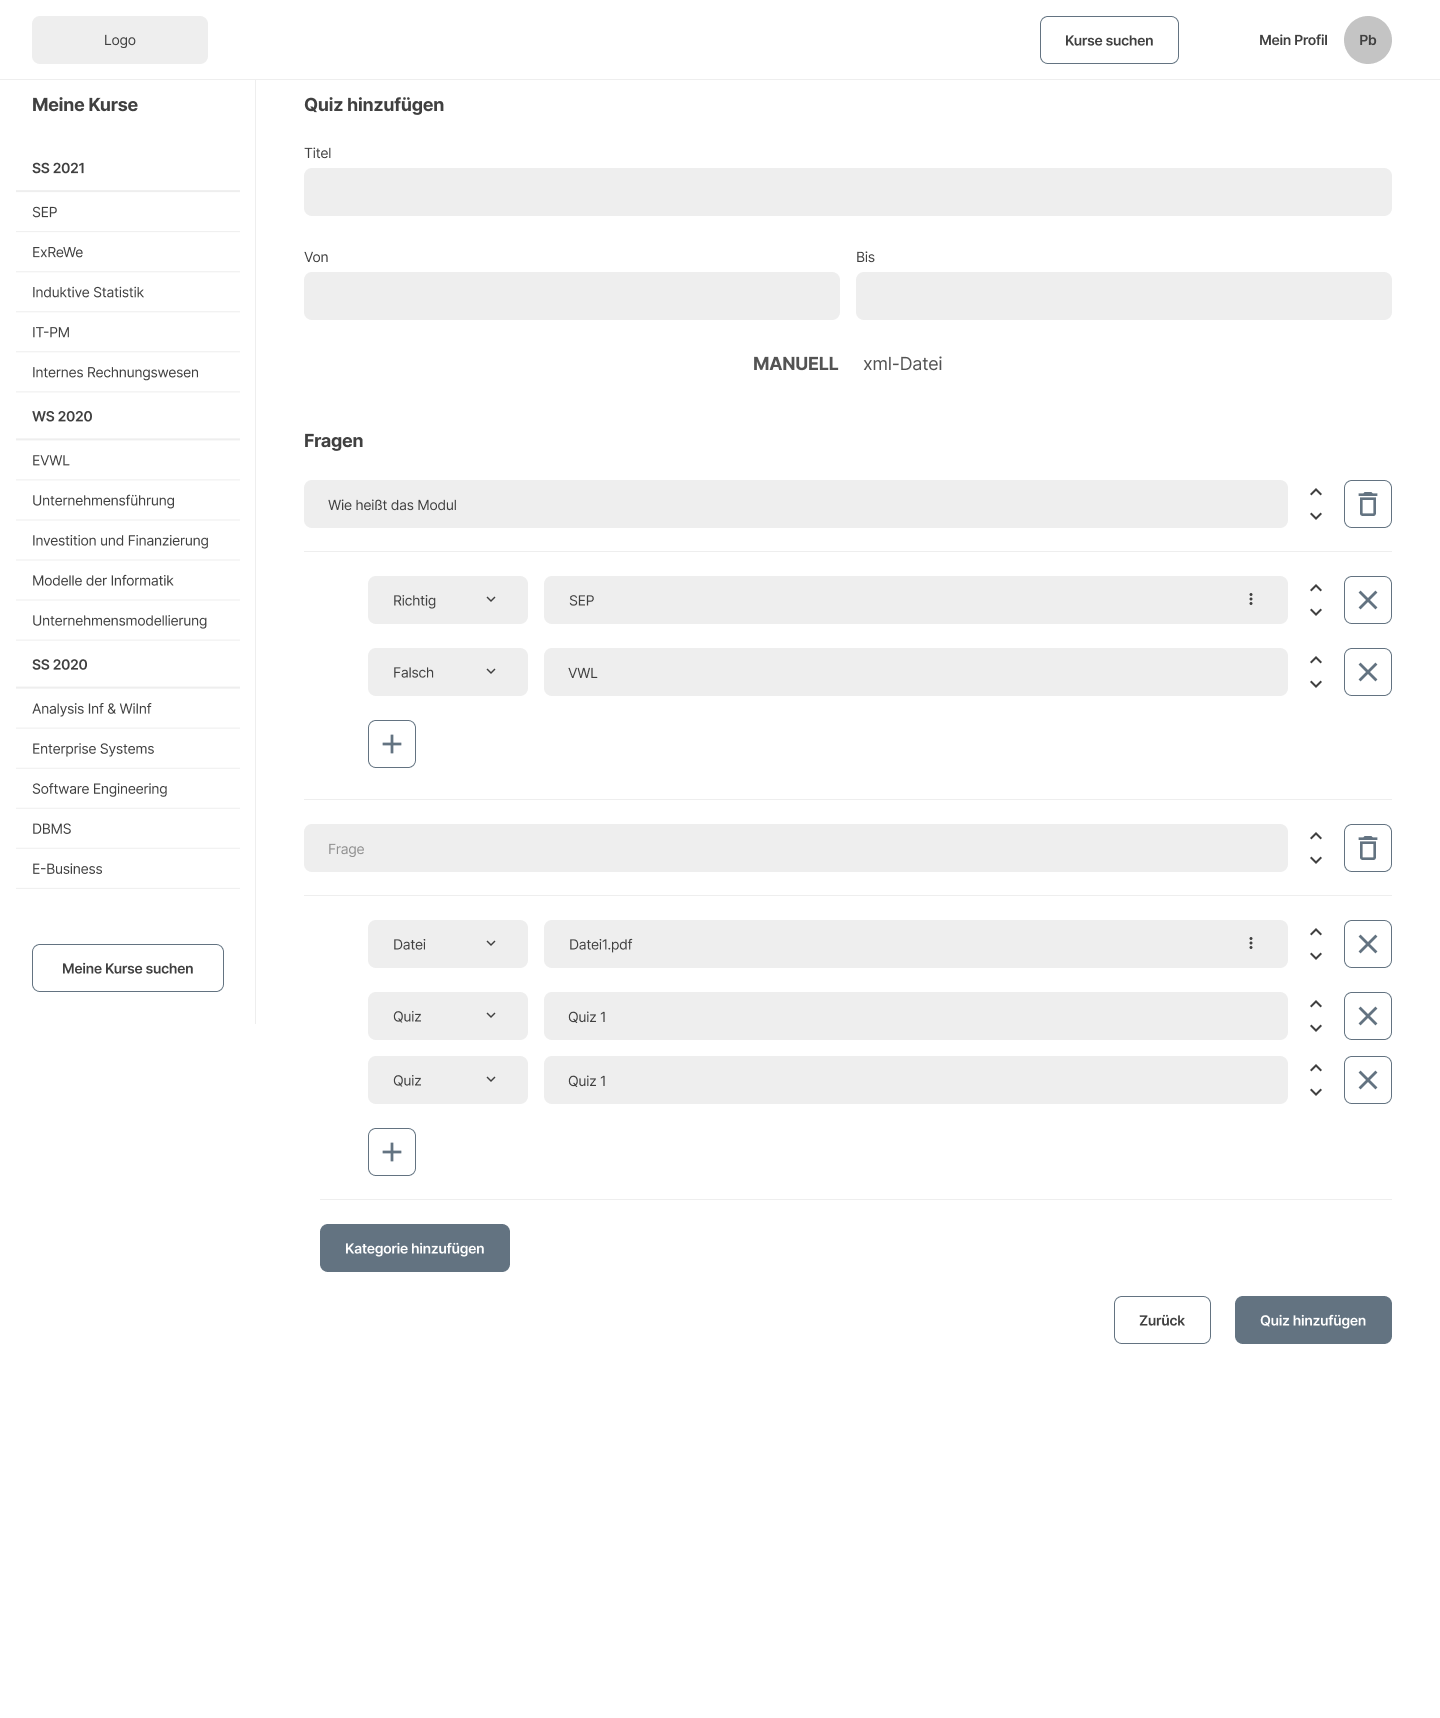 Logo
Kurse suchen
Mein Profil
Pb
Meine Kurse
SS 2021
SEP
ExReWe
Induktive Statistik
IT-PM
Internes Rechnungswesen
WS 2020
EVWL
Unternehmensführung
Investition und Finanzierung
Modelle der Informatik
Unternehmensmodellierung
SS 2020
Analysis Inf & WiInf
Enterprise Systems
Software Engineering
DBMS
E-Business
Meine Kurse suchen
Quiz hinzufügen
Titel
Von
Bis
MANUELL
xml-Datei
Fragen
Wie heißt das Modul
Richtig
SEP
Falsch
VWL
Frage
Datei
Datei1.pdf
Quiz
Quiz 1
Quiz
Quiz 1
Kategorie hinzufügen
Zurück
Quiz hinzufügen